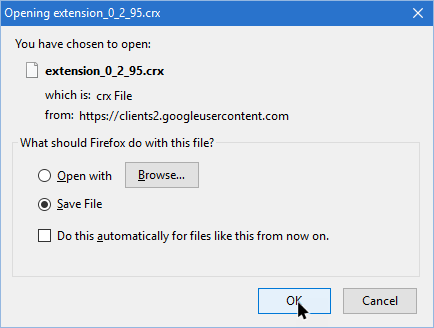 Opening extension_0_2_95.crx
You have chosen to open:
extension_0_2_95.crx
which is: crx File
from: https://clients2.googleusercontent.com
What should Firefox do with this file?
Open with Browse...
Save File
Do this automatically for files like this from now on.
OK Cancel